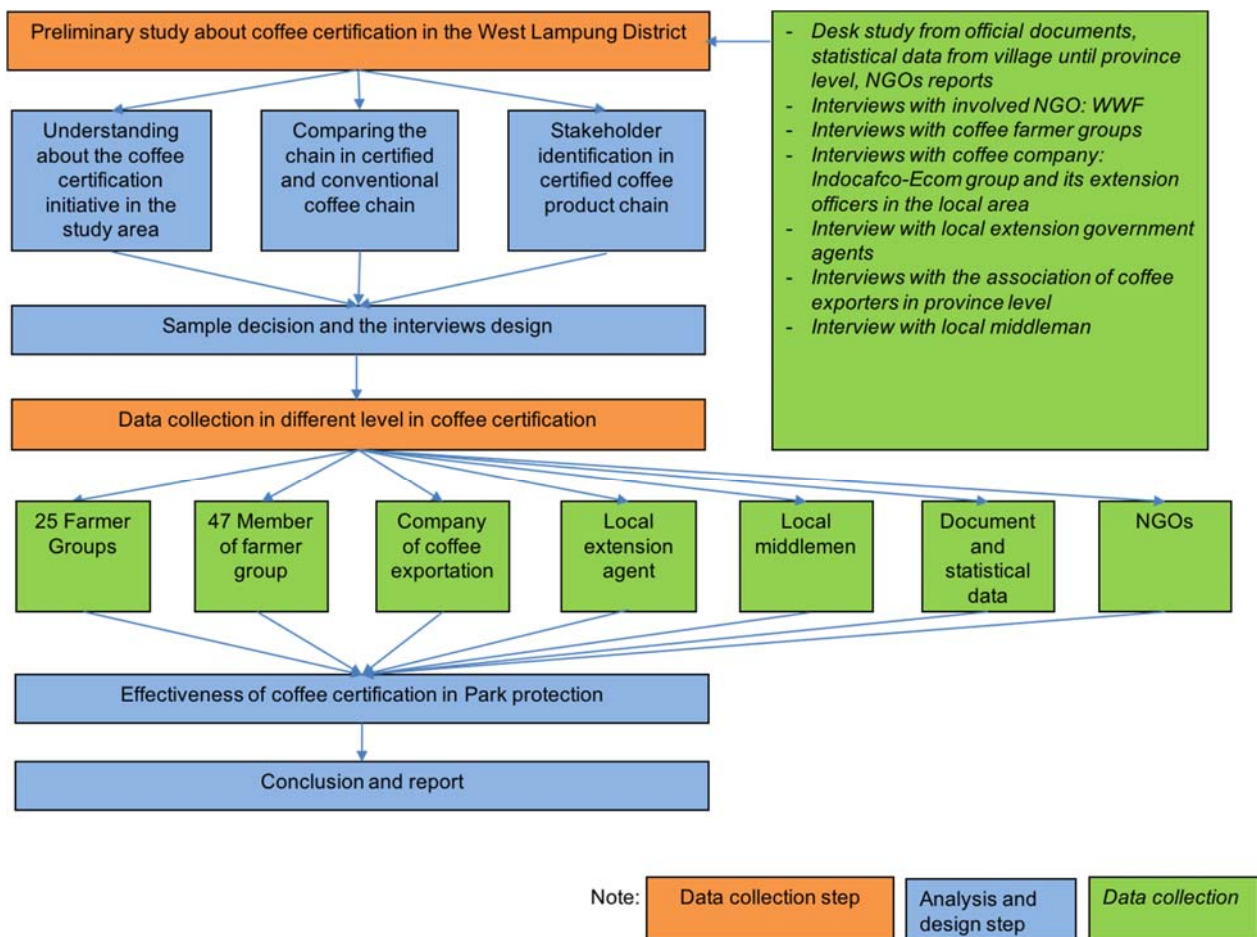 Preliminary study about coffee certification in the West Lampung District
- Desk study from official documents,
statistical data from village until province
level, NGOs reports
- Interviews with involved NGO: WWF
- Interviews with coffee farmer groups
- Interviews with coffee company:
Indocafco-Ecom group and its extension
officers in the local area
- Interview with local extension government
agents
- Interviews with the association of coffee
exporters in province level
- Interview with local middleman
Understanding
about the coffee
certification
initiative in the
study area
Comparing the
chain in certified
and conventional
coffee chain
Stakeholder
identification in
certified coffee
product chain
Sample decision and the interviews design
Data collection in different level in coffee certification
25 Farmer
Groups
47 Member
of farmer
group
Company
of coffee
exportation
Local
extension
agent
Local
middlemen
Document
and
statistical
data
NGOs
Effectiveness of coffee certification in Park protection
Conclusion and report
Note:
Data collection step
Analysis and
design step
Data collection